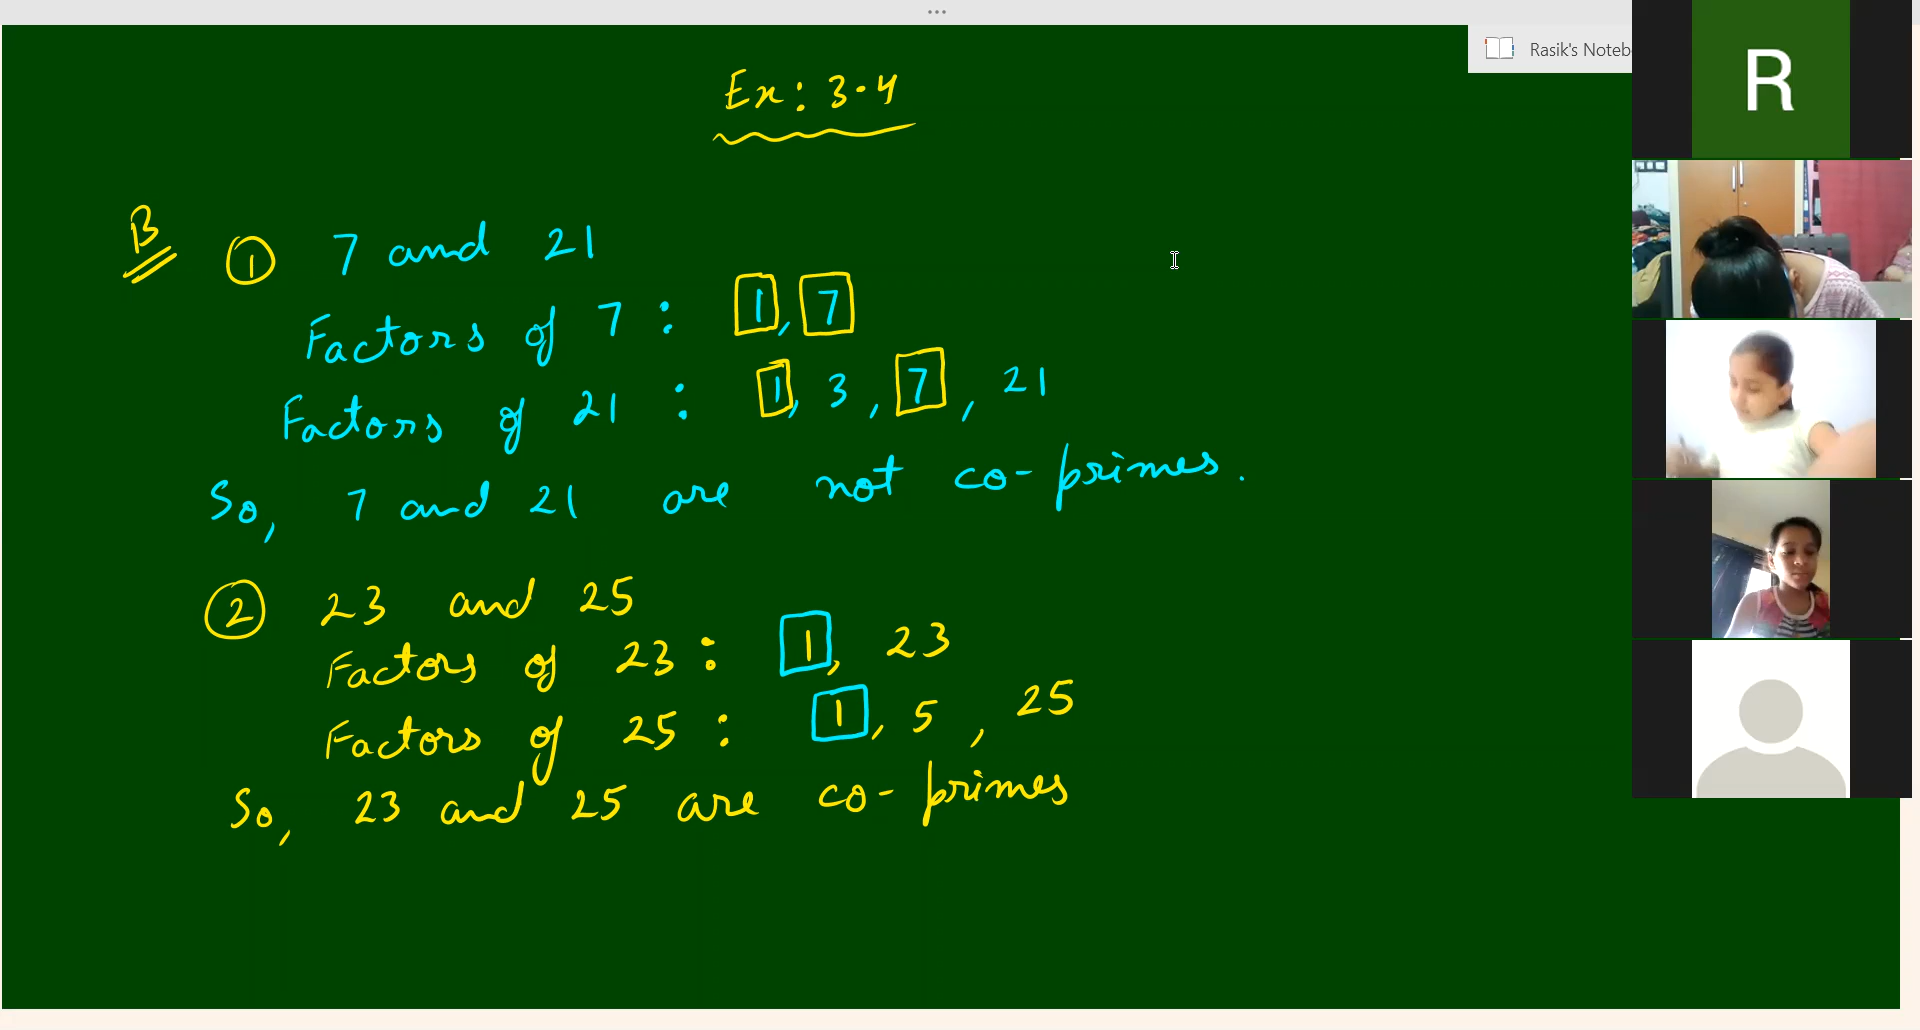 Rasik's Noteb
R
Ex: 3.4
B
① 7 and 21
Factors of 7 : 1, 7
Factors of 21 : 1, 3, 7, 21
So, 7 and 21 are not co-primes.
② 23 and 25
Factors of 23 : 1, 23
Factors of 25 : 1, 5, 25
So, 23 and 25 are co-primes